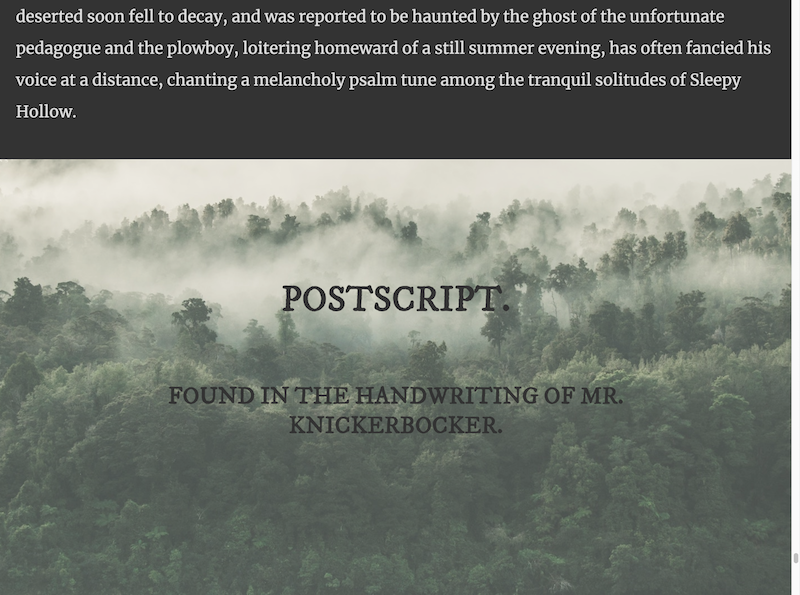 deserted soon fell to decay, and was reported to be haunted by the ghost of the unfortunate
pedagogue and the plowboy, loitering homeward of a still summer evening, has often fancied his
voice at a distance, chanting a melancholy psalm tune among the tranquil solitudes of Sleepy
Hollow.
POSTSCRIPT.
FOUND IN THE HANDWRITING OF MR.
KNICKERBOCKER.